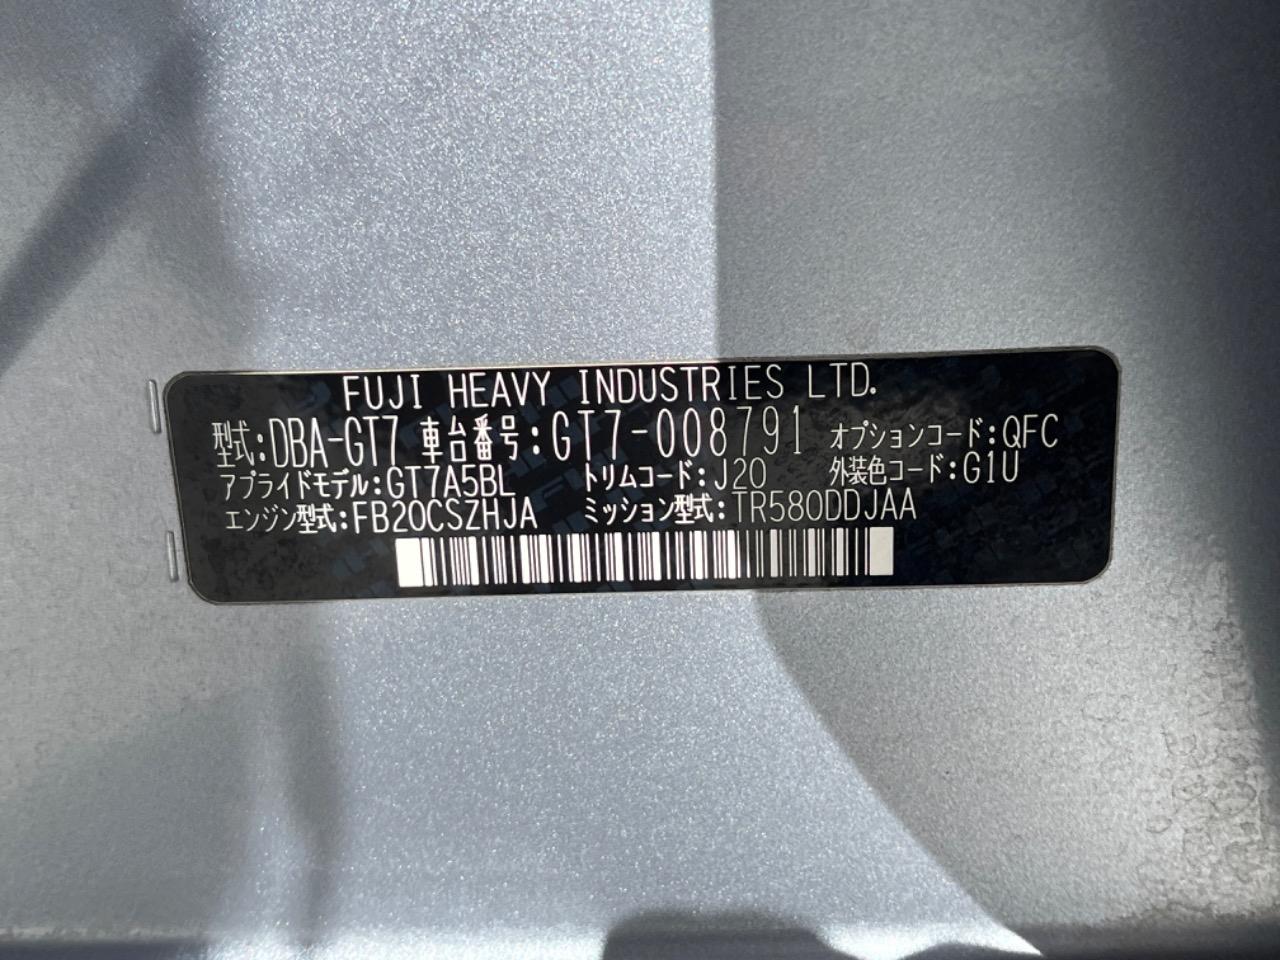 FUJI HEAVY INDUSTRIES LTD.
型式:DBA-GT7 車台番号:GT7-008791 オプションコード:QFC
アプライドモデル:GT7A5BL トリムコード:J20 外装色コード:G1U
エンジン型式:FB20CSZHJA ミッション型式:TR580DDJAA